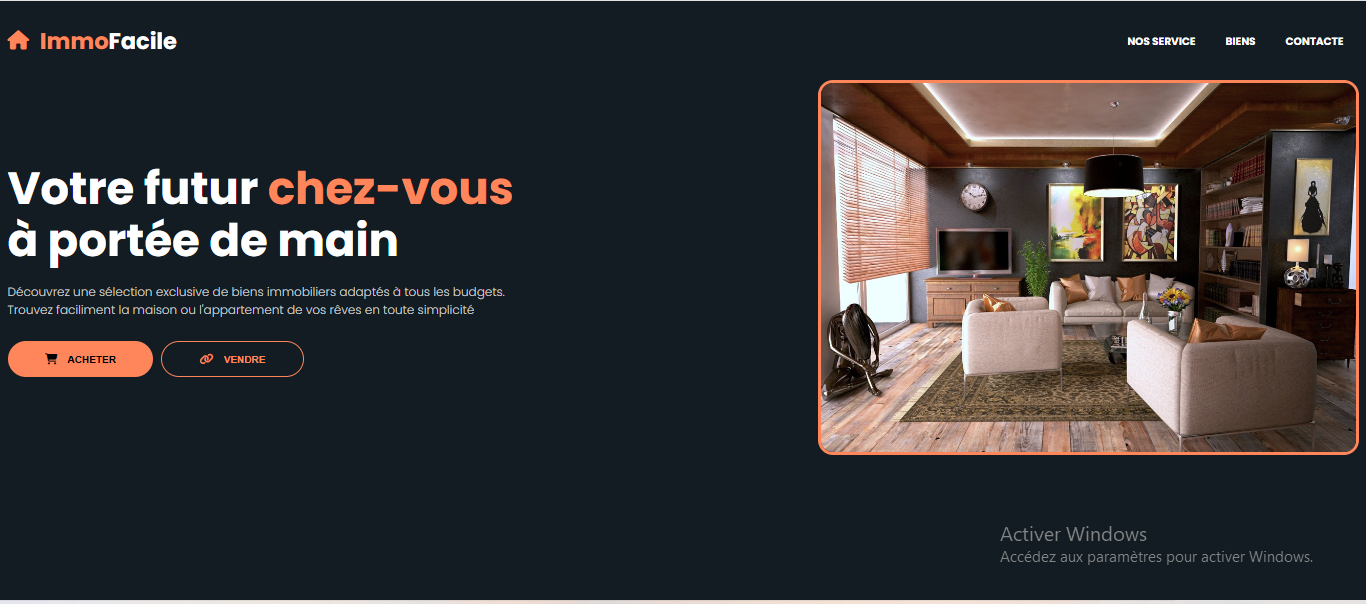 ImmoFacile
NOS SERVICE
BIENS
CONTACTE
Votre futur chez-vous
à portée de main
Découvrez une sélection exclusive de biens immobiliers adaptés à tous les budgets.
Trouvez faciliment la maison ou l'appartement de vos rêves en toute simplicité
ACHETER
VENDRE
Activer Windows
Accédez aux paramètres pour activer Windows.